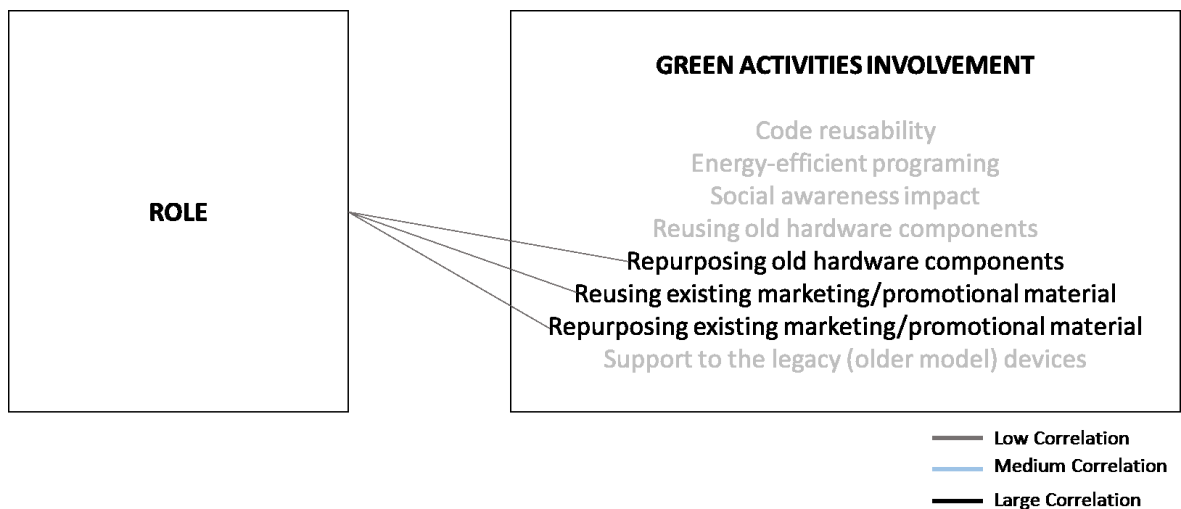 GREEN ACTIVITIES INVOLVEMENT
Code reusability
Energy-efficient programing
Social awareness impact
ROLE
Reusing old hardware components
Repurposing old hardware components
Reusing existing marketing/promotional material
Repurposing existing marketing/promotional material
Support to the legacy (older model) devices
Low Correlation
Medium Correlation
Large Correlation